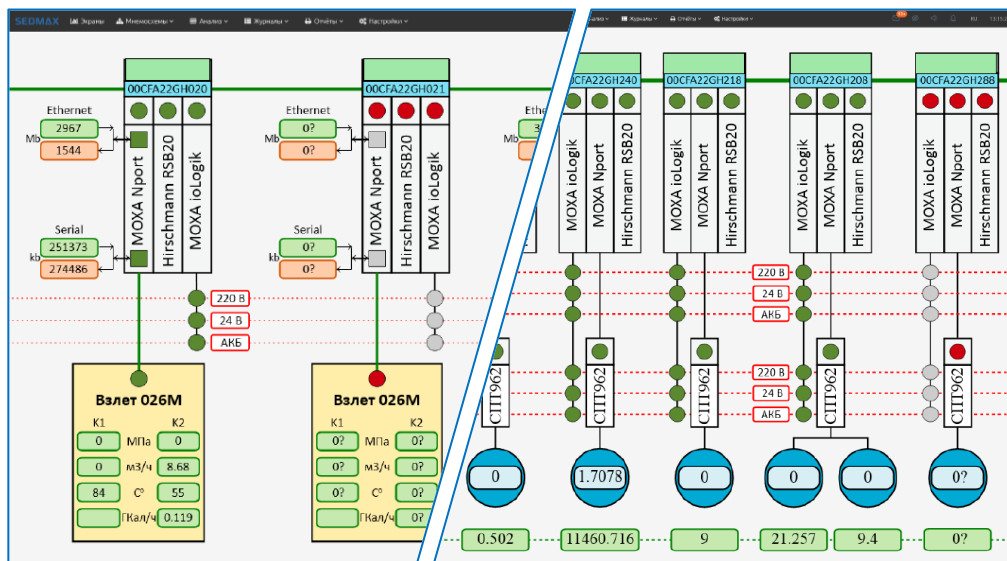 SEDMAX Экраны Мнемосхемы Анализ Журналы Отчёты Настройки
Журналы Отчёты Настройки RU
00CFA22GH020
00CFA22GH021
Ethernet
2967
Mb
1544
Serial
251373
kb
274486
MOXA Nport
Hirschmann RSB20
MOXA ioLogik
220 В
24 В
АКБ
Ethernet
0?
Mb
0?
Serial
0?
kb
0?
MOXA Nport
Hirschmann RSB20
MOXA ioLogik
Взлет 026М
К1 К2
0 МПа 0
0 м3/ч 8.68
84 С° 55
ГКал/ч 0.119
Взлет 026М
К1 К2
0? МПа 0?
0? м3/ч 0?
0? С° 0?
ГКал/ч 0?
00CFA22GH240
00CFA22GH218
00CFA22GH208
00CFA22GH288
MOXA ioLogik
MOXA Nport
Hirschmann RSB20
MOXA ioLogik
MOXA Nport
Hirschmann RSB20
MOXA ioLogik
MOXA Nport
Hirschmann RSB20
MOXA ioLogik
MOXA Nport
Hirschmann RSB20
220 В
24 В
АКБ
220 В
24 В
АКБ
СПТ962
СПТ962
СПТ962
СПТ962
СПТ962
0 1.7078 0 0 0 0?
0.502 11460.716 9 21.257 9.4 0?